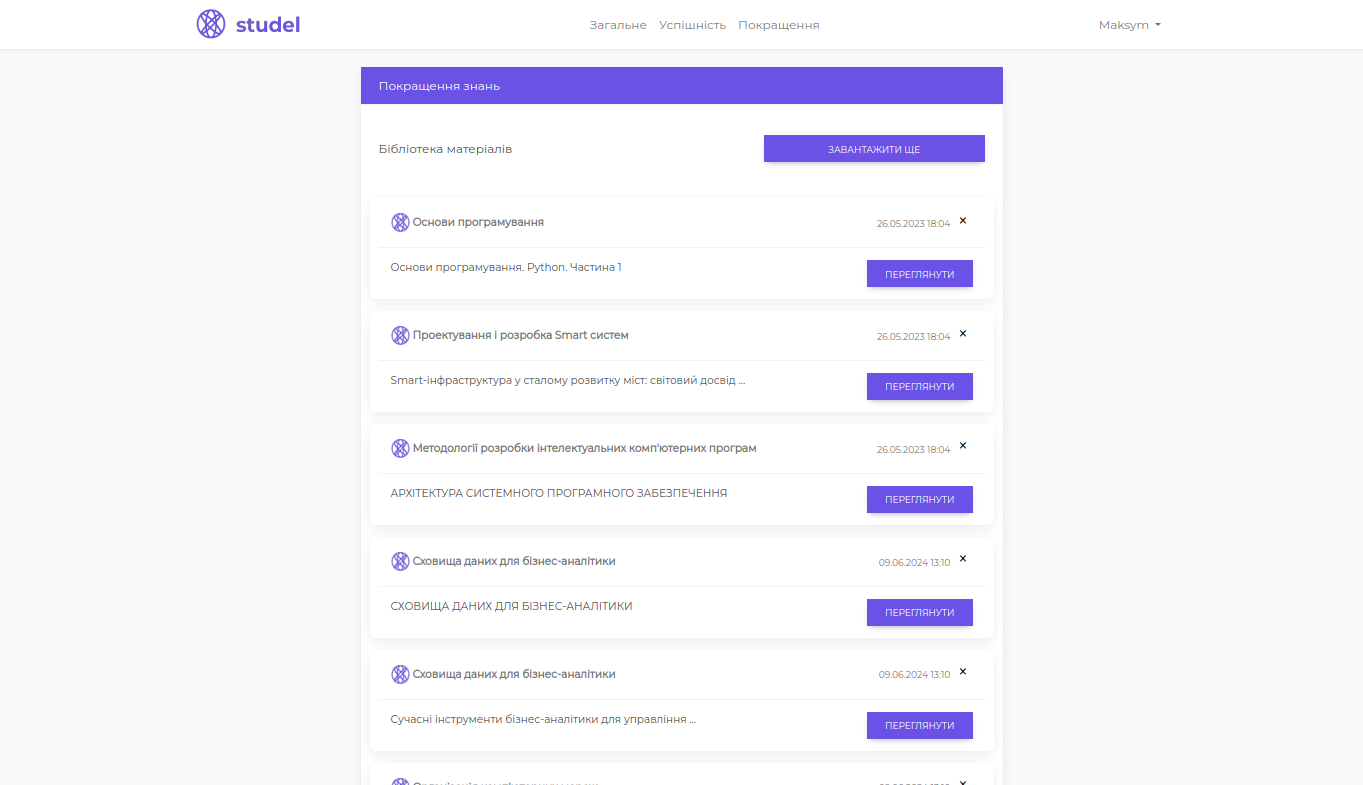 studel
Загальне Успішність Покращення
Maksym
Покращення знань
Бібліотека матеріалів
ЗАВАНТАЖИТИ ЩЕ
Основи програмування
26.05.2023 18:04 ×
Основи програмування. Python. Частина 1
ПЕРЕГЛЯНУТИ
Проектування і розробка Smart систем
26.05.2023 18:04 ×
Smart-інфраструктура у сталому розвитку міст: світовий досвід ...
ПЕРЕГЛЯНУТИ
Методології розробки інтелектуальних комп'ютерних програм
26.05.2023 18:04 ×
АРХІТЕКТУРА СИСТЕМНОГО ПРОГРАМНОГО ЗАБЕЗПЕЧЕННЯ
ПЕРЕГЛЯНУТИ
Сховища даних для бізнес-аналітики
09.06.2024 13:10 ×
СХОВИЩА ДАНИХ ДЛЯ БІЗНЕС-АНАЛІТИКИ
ПЕРЕГЛЯНУТИ
Сховища даних для бізнес-аналітики
09.06.2024 13:10 ×
Сучасні інструменти бізнес-аналітики для управління ...
ПЕРЕГЛЯНУТИ